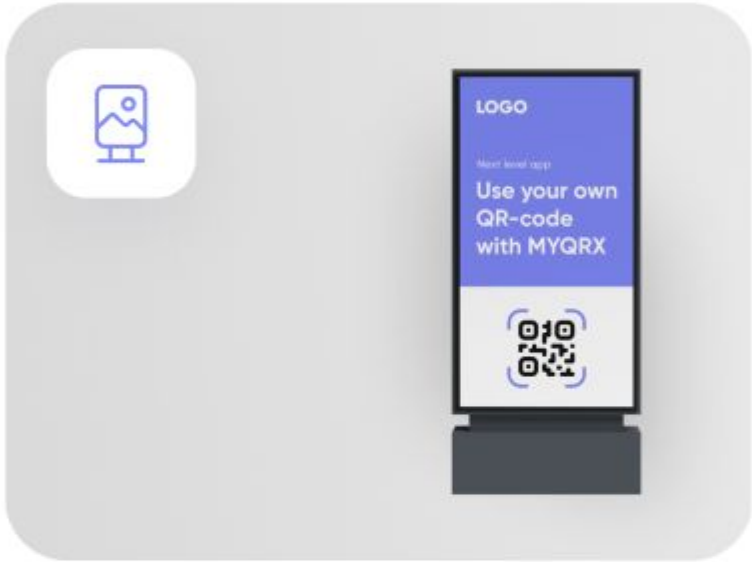 LOGO
Next level app
Use your own
QR-code
with MYQRX